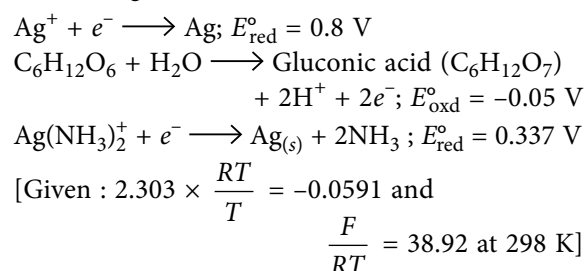 Ag⁺ + e⁻ ⟶ Ag; E°red = 0.8 V
C₆H₁₂O₆ + H₂O ⟶ Gluconic acid (C₆H₁₂O₇)
+ 2H⁺ + 2e⁻; E°oxd = –0.05 V
Ag(NH₃)₂⁺ + e⁻ ⟶ Ag(s) + 2NH₃ ; E°red = 0.337 V
[Given : 2.303 × RT/T = –0.0591 and
F/RT = 38.92 at 298 K]